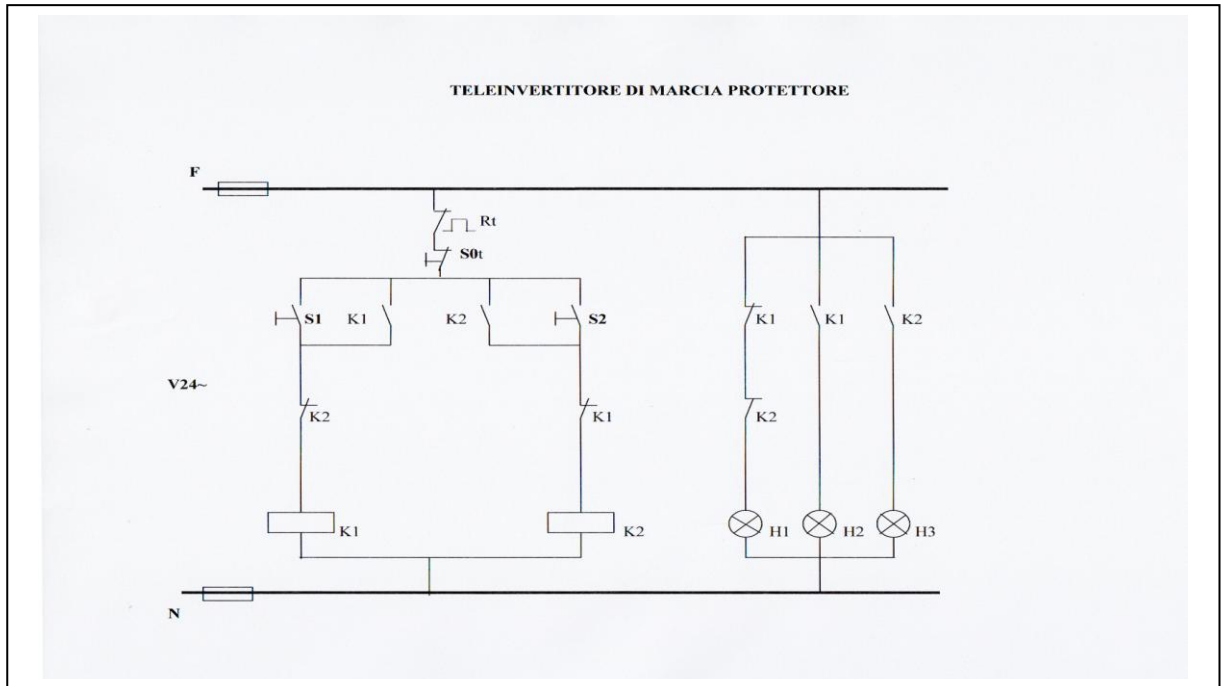 TELEINVERTITORE DI MARCIA PROTETTORE
F
Rt
S0t
S1 K1 K2 S2 K1 K1 K2
V24~
K2 K1 K2
K1 K2 H1 H2 H3
N